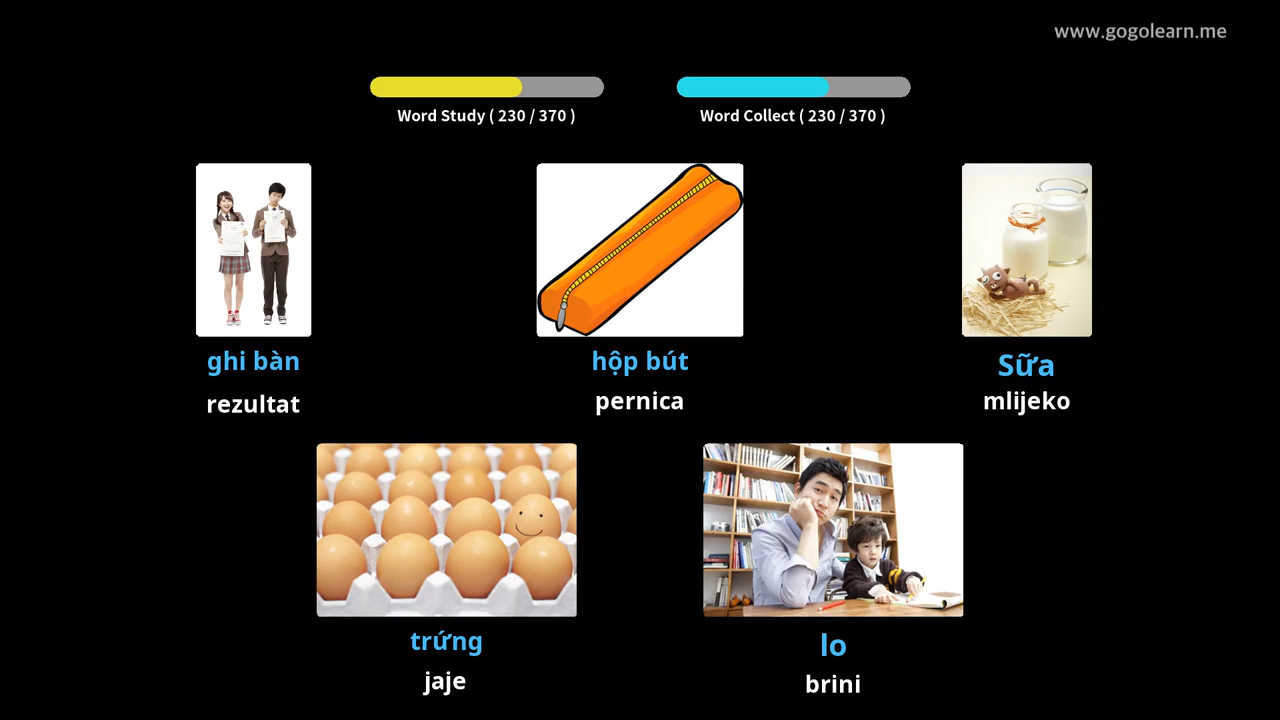 www.gogolearn.me
Word Study ( 230 / 370 )
Word Collect ( 230 / 370 )
ghi bàn
rezultat
hộp bút
pernica
Sữa
mlijeko
trứng
jaje
lo
brini